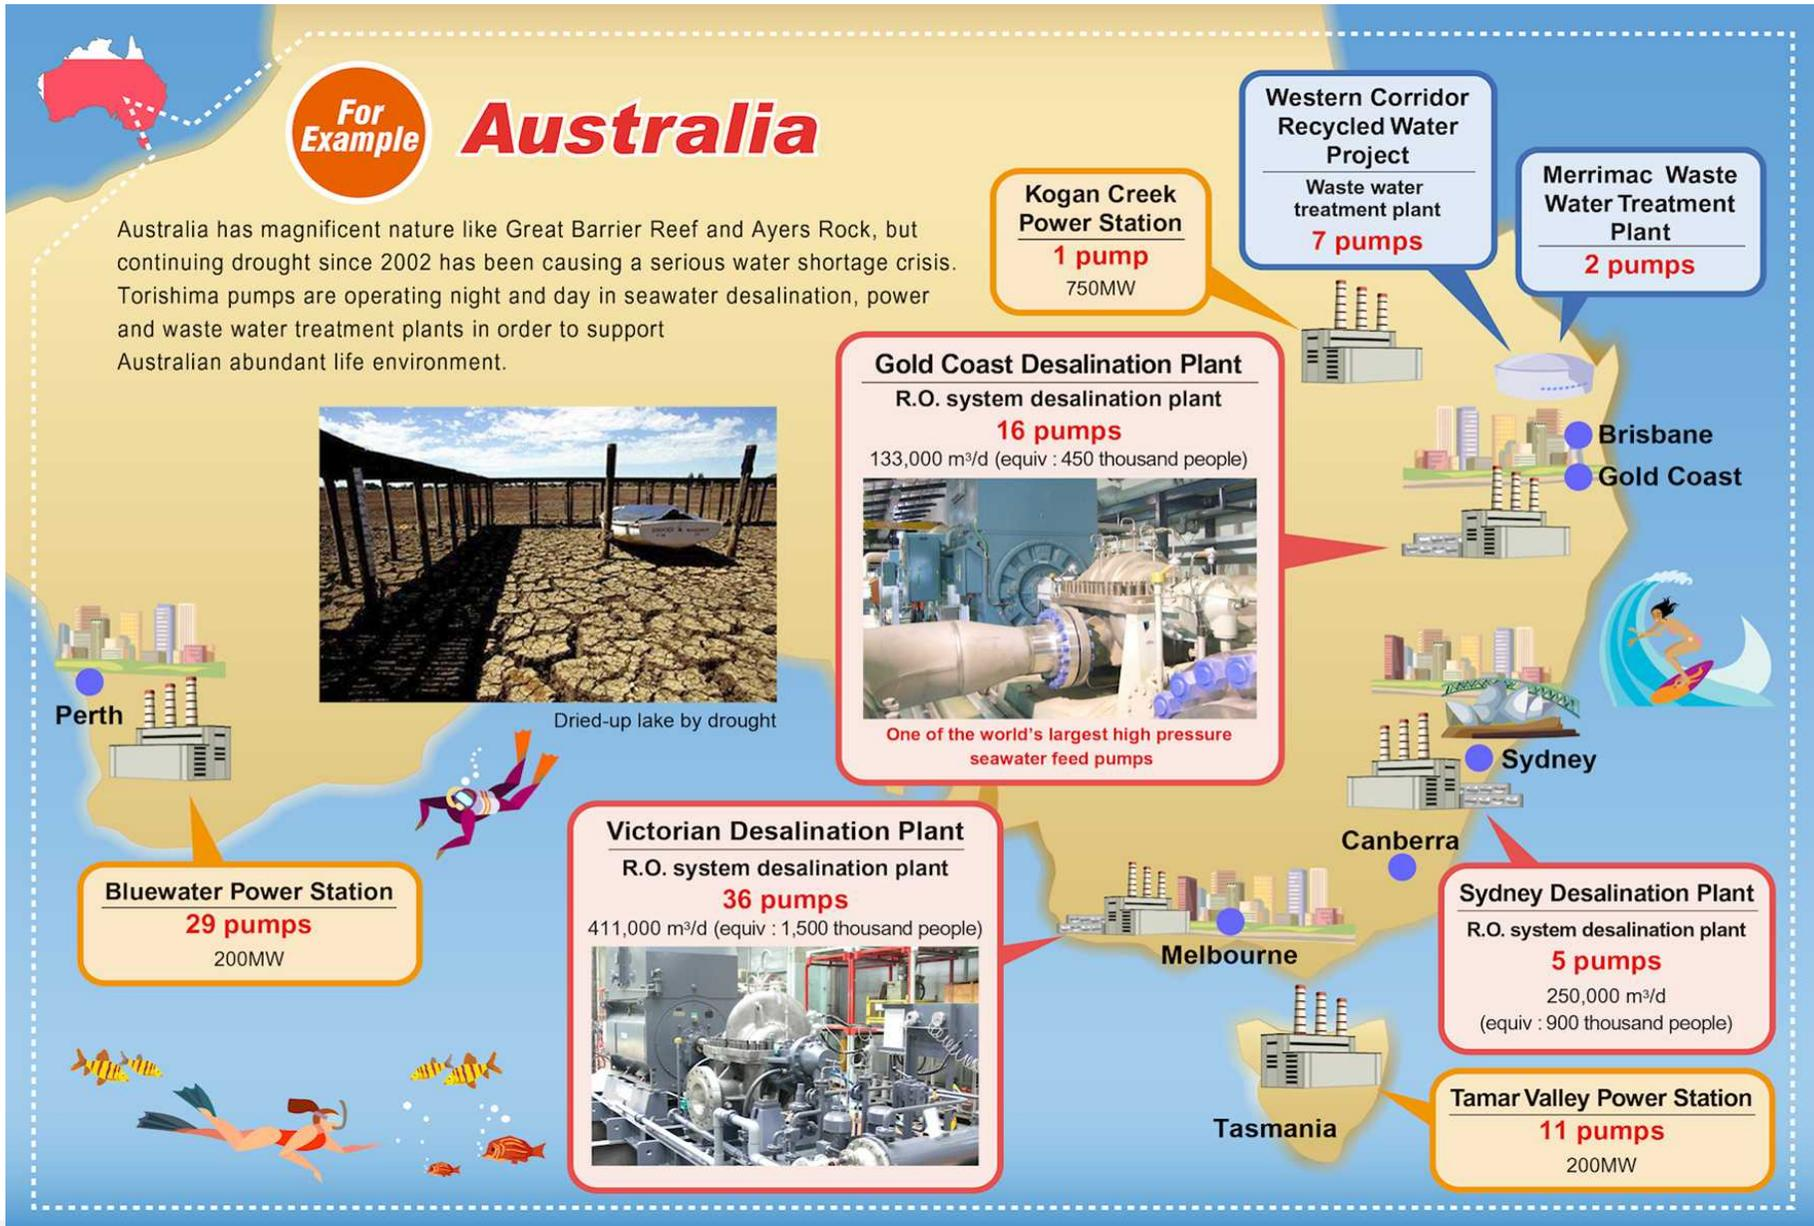 For
Example
Australia
Australia has magnificent nature like Great Barrier Reef and Ayers Rock, but
continuing drought since 2002 has been causing a serious water shortage crisis.
Torishima pumps are operating night and day in seawater desalination, power
and waste water treatment plants in order to support
Australian abundant life environment.
Dried-up lake by drought
Kogan Creek
Power Station
1 pump
750MW
Western Corridor
Recycled Water
Project
Waste water
treatment plant
7 pumps
Merrimac Waste
Water Treatment
Plant
2 pumps
Gold Coast Desalination Plant
R.O. system desalination plant
16 pumps
133,000 m³/d (equiv : 450 thousand people)
One of the world's largest high pressure
seawater feed pumps
Brisbane
Gold Coast
Perth
Sydney
Canberra
Melbourne
Tasmania
Bluewater Power Station
29 pumps
200MW
Victorian Desalination Plant
R.O. system desalination plant
36 pumps
411,000 m³/d (equiv : 1,500 thousand people)
Sydney Desalination Plant
R.O. system desalination plant
5 pumps
250,000 m³/d
(equiv : 900 thousand people)
Tamar Valley Power Station
11 pumps
200MW